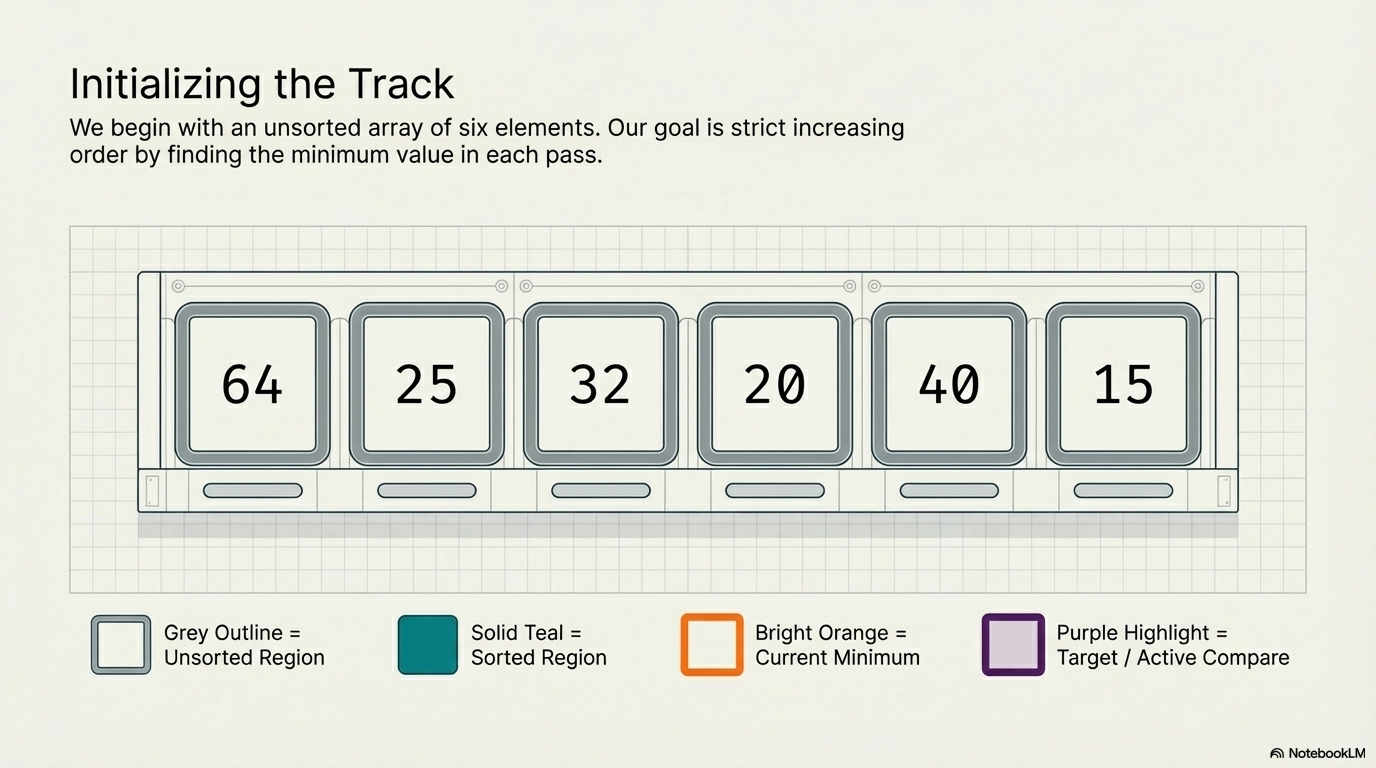 Initializing the Track
We begin with an unsorted array of six elements. Our goal is strict increasing
order by finding the minimum value in each pass.
64 25 32 20 40 15
Grey Outline =
Unsorted Region
Solid Teal =
Sorted Region
Bright Orange =
Current Minimum
Purple Highlight =
Target / Active Compare
NotebookLM